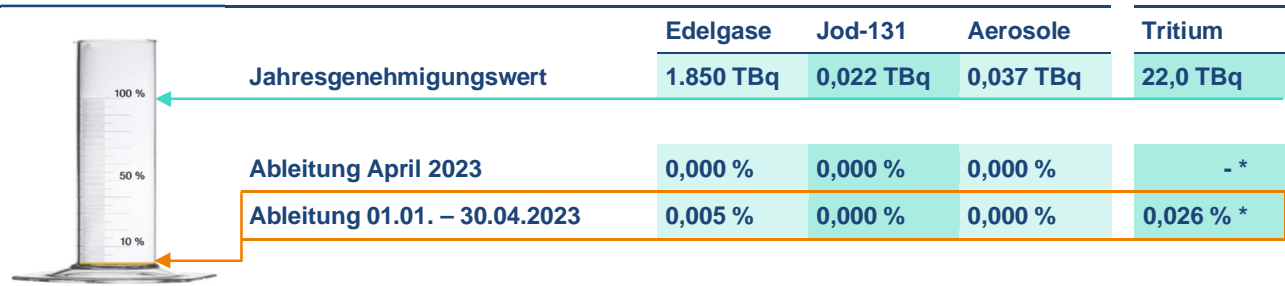 Edelgase Jod-131 Aerosole Tritium
Jahresgenehmigungswert 1.850 TBq 0,022 TBq 0,037 TBq 22,0 TBq
100 %
Ableitung April 2023 0,000 % 0,000 % 0,000 % - *
50 %
Ableitung 01.01. – 30.04.2023 0,005 % 0,000 % 0,000 % 0,026 % *
10 %